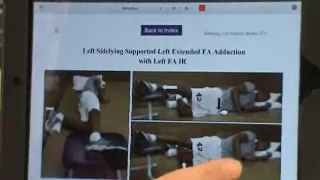 Back to Index
Left Sidelying Supported Left Extended FA Adduction
with Left FA IR